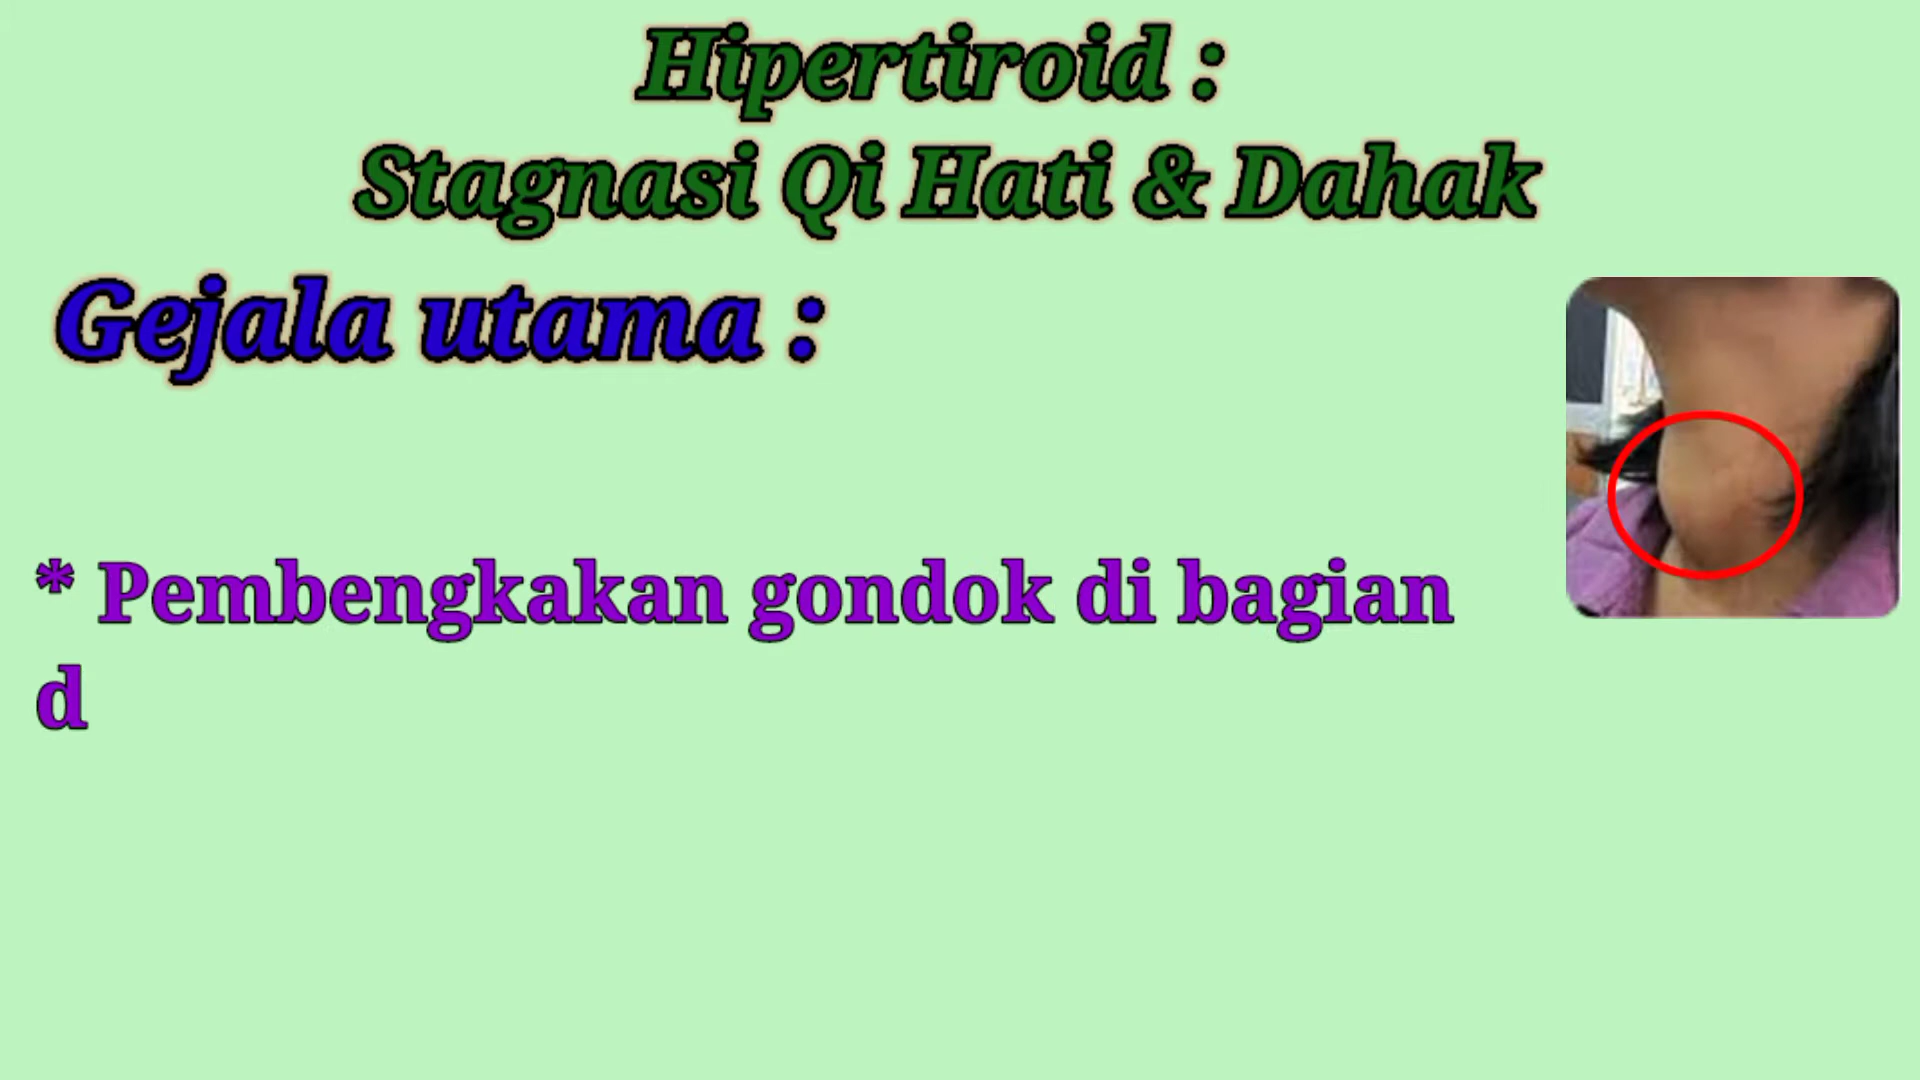 Hipertiroid :
Stagnasi Qi Hati & Dahak
Gejala utama :
* Pembengkakan gondok di bagian
d